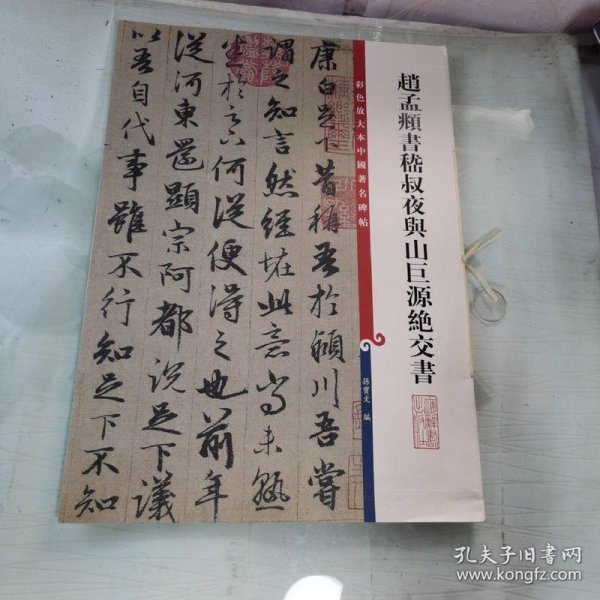 趙孟頫書嵇叔夜與山巨源絶交書
彩色放大本中國著名碑帖
孫寶文 編
康白足下昔稱吾於潁川吾嘗
謂之知言然經怪此意尚未熟
悉於足下何從便得之也前年
從河東還顯宗阿都說足下議
以吾自代事雖不行知足下不知
孔夫子旧书网
www.kongfz.com